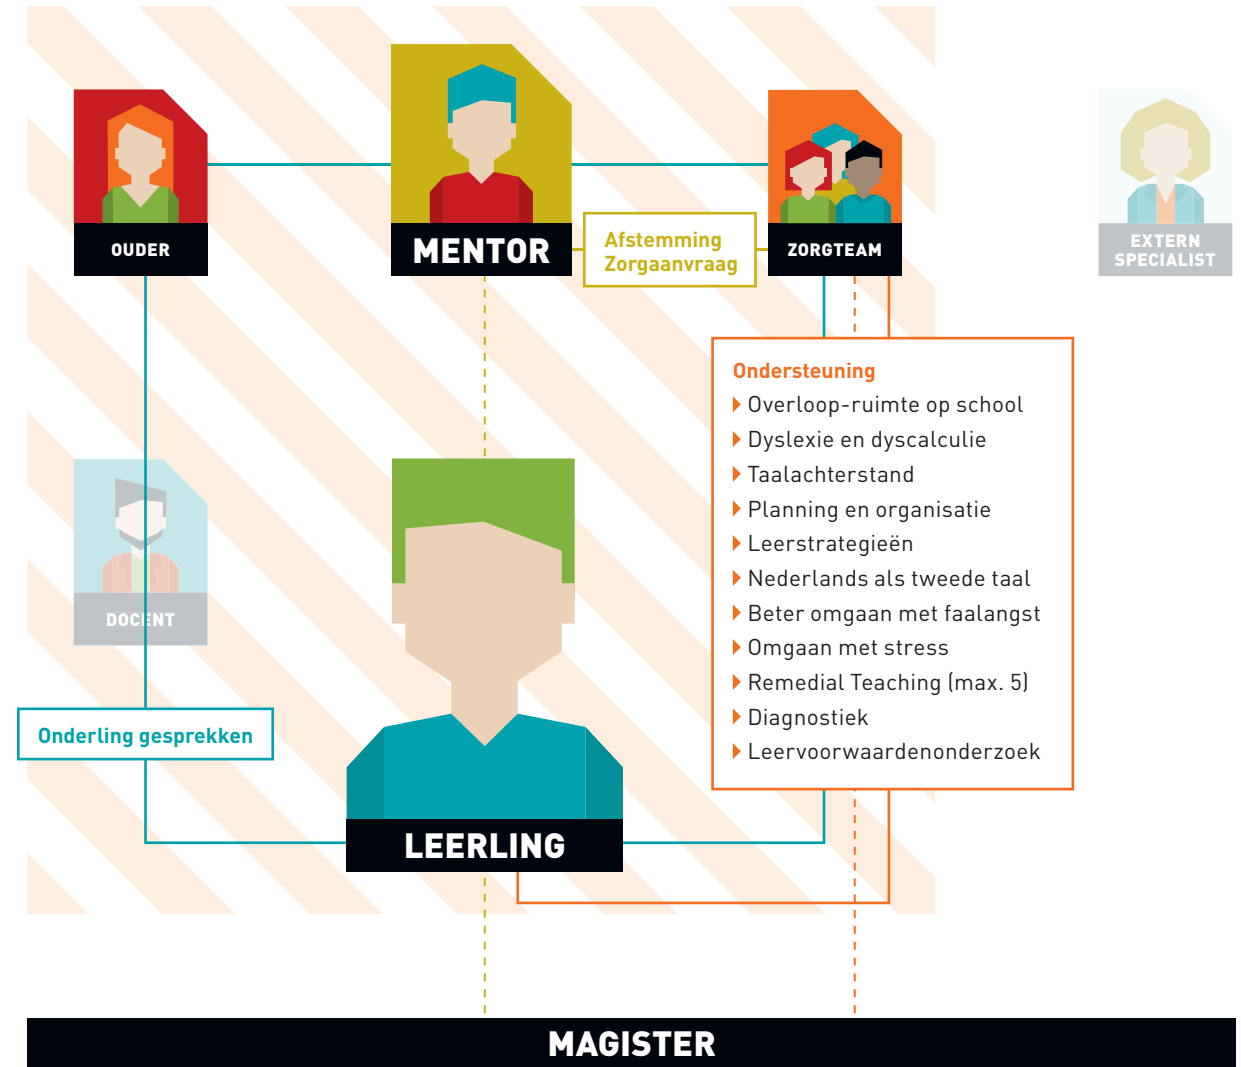 OUDER
MENTOR
Afstemming
Zorgaanvraag
ZORGTEAM
EXTERN
SPECIALIST
Ondersteuning
Overloop-ruimte op school
Dyslexie en dyscalculie
Taalachterstand
Planning en organisatie
Leerstrategieën
Nederlands als tweede taal
Beter omgaan met faalangst
Omgaan met stress
Remedial Teaching (max. 5)
Diagnostiek
Leervoorwaardenonderzoek
DOCENT
Onderling gesprekken
LEERLING
MAGISTER